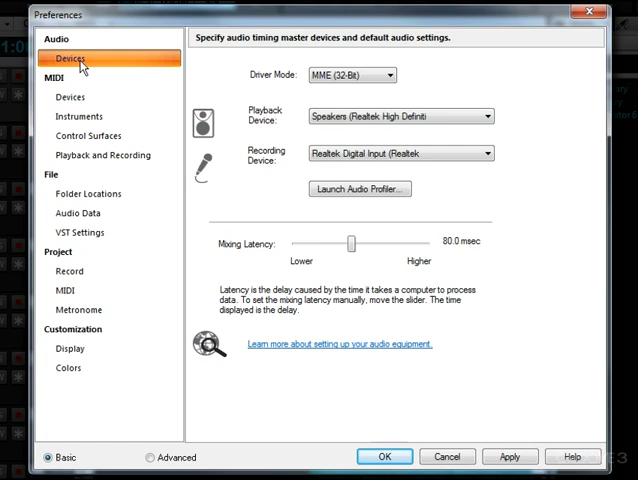 Preferences
Audio
Devices
MIDI
Devices
Instruments
Control Surfaces
Playback and Recording
File
Folder Locations
Audio Data
VST Settings
Project
Record
MIDI
Metronome
Customization
Display
Colors
Basic
Advanced
Specify audio timing master devices and default audio settings.
Driver Mode:
MME (32-Bit)
Playback
Device:
Speakers (Realtek High Definiti
Recording
Device:
Realtek Digital Input (Realtek
Launch Audio Profiler...
Mixing Latency:
80.0 msec
Lower
Higher
Latency is the delay caused by the time it takes a computer to process
data. To set the mixing latency manually, move the slider. The time
displayed is the delay.
Learn more about setting up your audio equipment.
OK
Cancel
Apply
Help